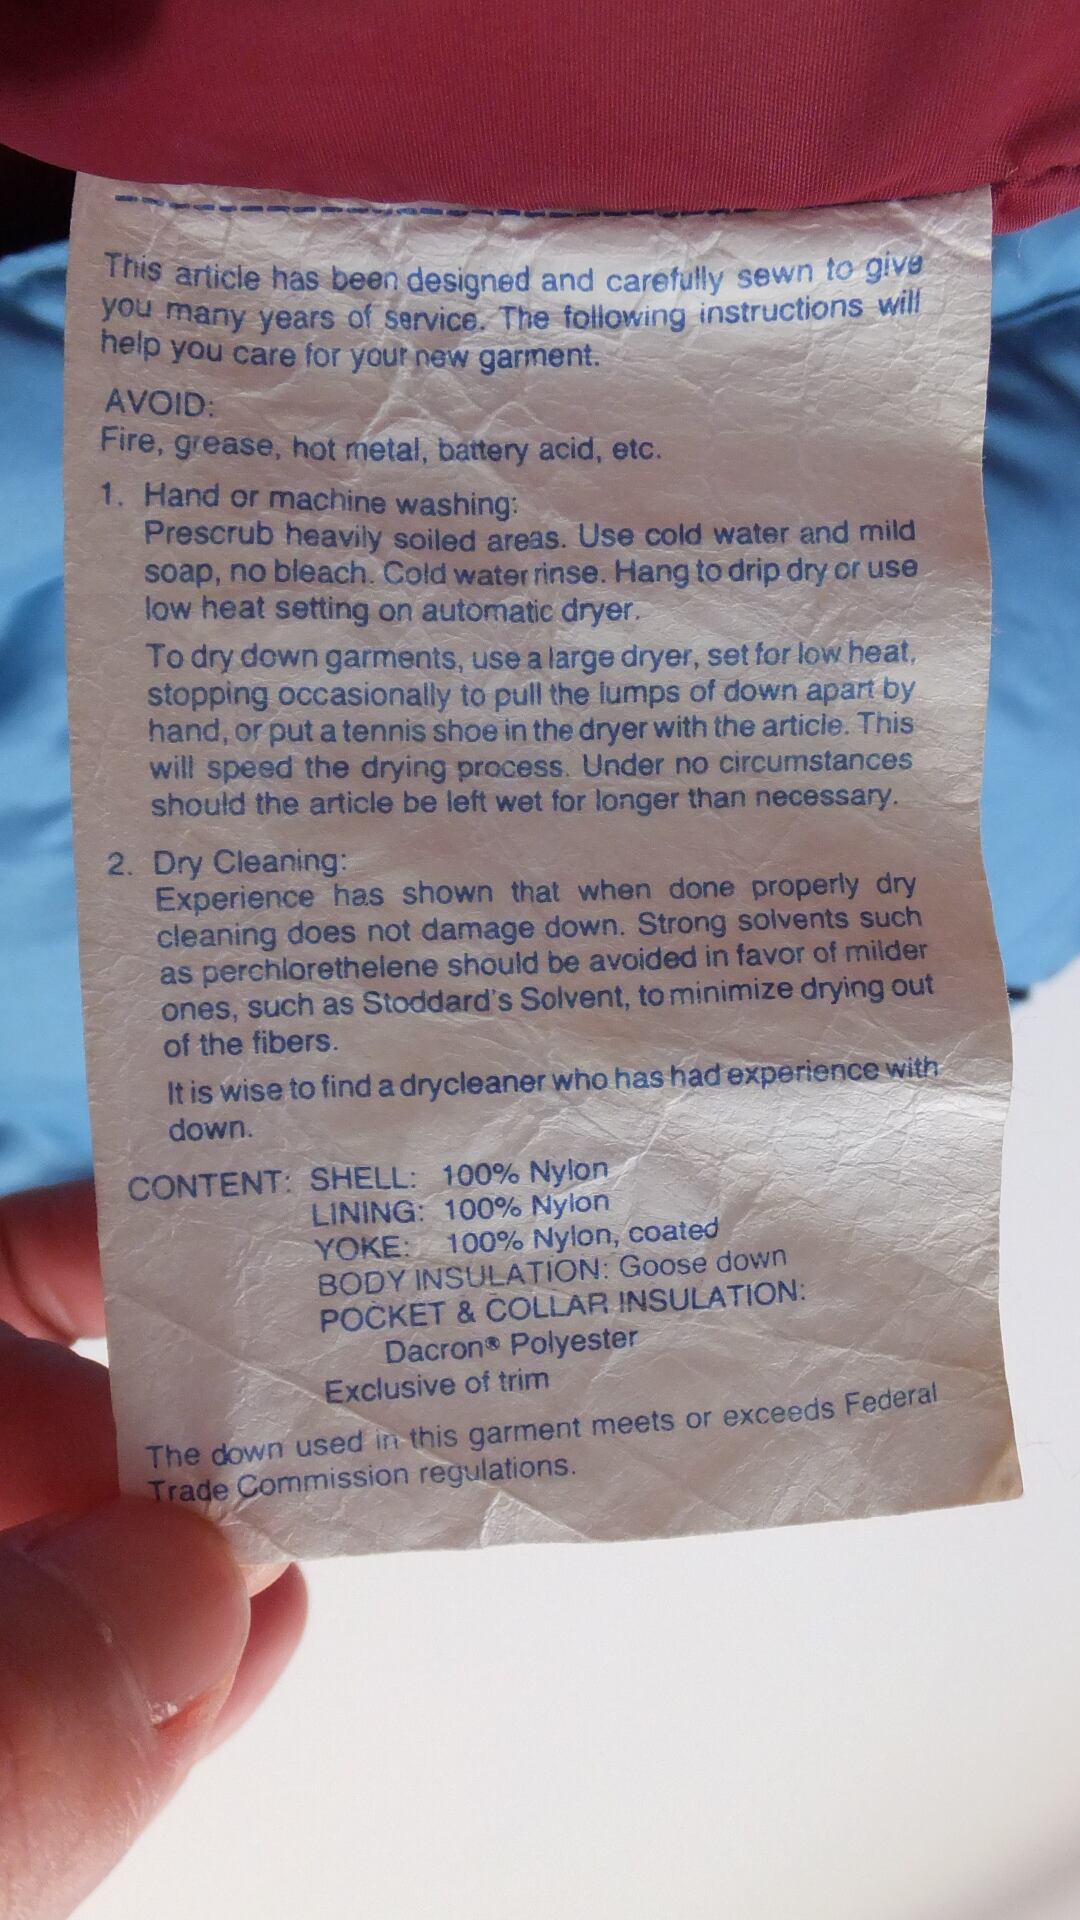 This article has been designed and carefully sewn to give
you many years of service. The following instructions will
help you care for your new garment.
AVOID:
Fire, grease, hot metal, battery acid, etc.
1. Hand or machine washing:
Prescrub heavily soiled areas. Use cold water and mild
soap, no bleach. Cold water rinse. Hang to drip dry or use
low heat setting on automatic dryer.
To dry down garments, use a large dryer, set for low heat,
stopping occasionally to pull the lumps of down apart by
hand, or put a tennis shoe in the dryer with the article. This
will speed the drying process. Under no circumstances
should the article be left wet for longer than necessary.
2. Dry Cleaning:
Experience has shown that when done properly dry
cleaning does not damage down. Strong solvents such
as perchlorethelene should be avoided in favor of milder
ones, such as Stoddard's Solvent, to minimize drying out
of the fibers.
It is wise to find a drycleaner who has had experience with
down.
CONTENT: SHELL: 100% Nylon
LINING: 100% Nylon
YOKE: 100% Nylon, coated
BODY INSULATION: Goose down
POCKET & COLLAR INSULATION:
Dacron® Polyester
Exclusive of trim
The down used in this garment meets or exceeds Federal
Trade Commission regulations.